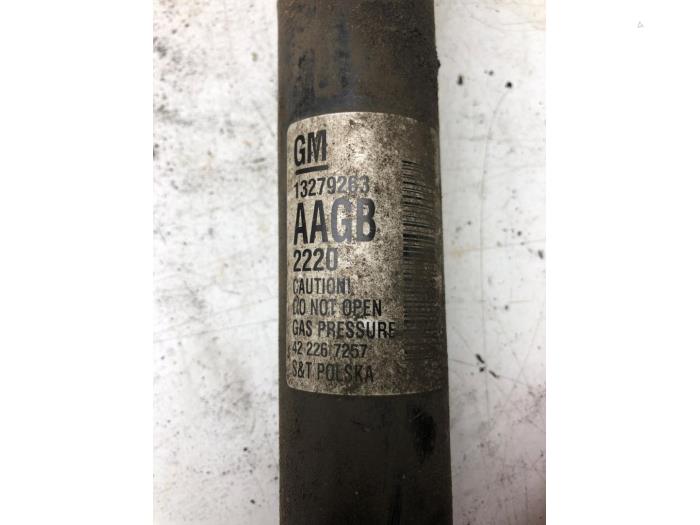 GM
13279263
AAGB
2220
CAUTION!
DO NOT OPEN
GAS PRESSURE
42 226 7257
S&T POLSKA